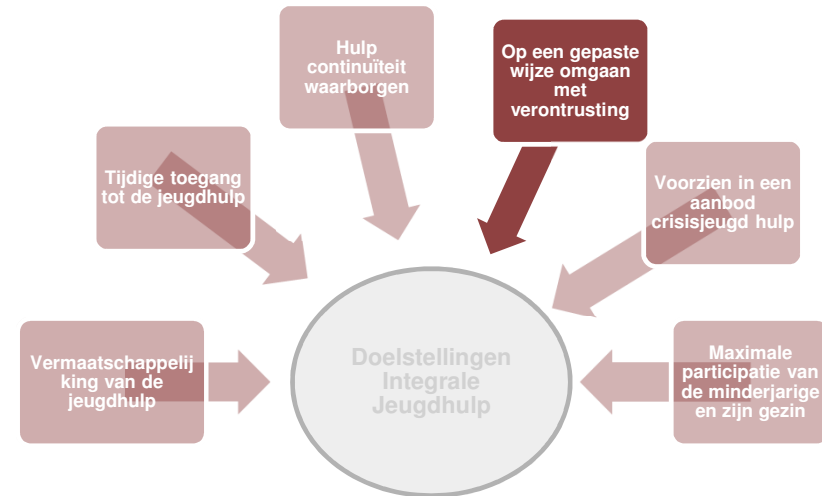 Hulp
continuïteit
waarborgen
Op een gepaste
wijze omgaan
met
verontrusting
Tijdige toegang
tot de jeugdhulp
Voorzien in een
aanbod
crisisjeugd hulp
Vermaatschappelij
king van de
jeugdhulp
Doelstellingen
Integrale
Jeugdhulp
Maximale
participatie van
de minderjarige
en zijn gezin